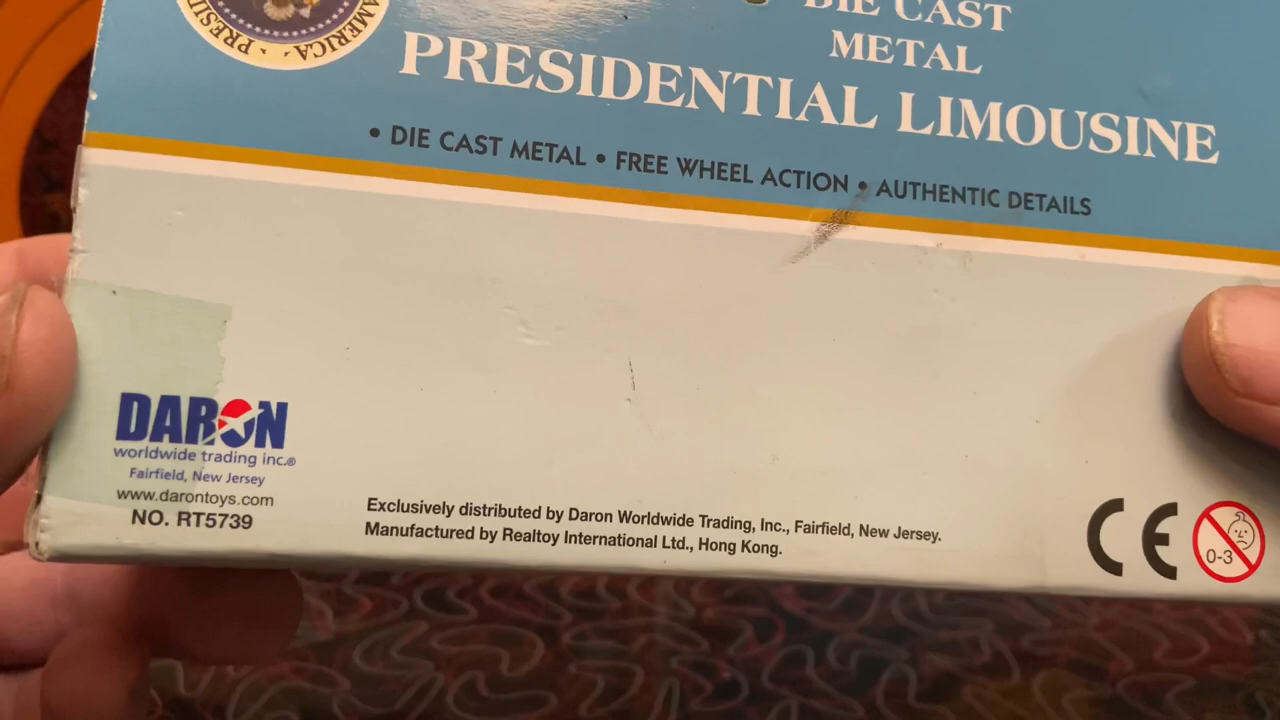 DIE CAST
METAL
PRESIDENTIAL LIMOUSINE
• DIE CAST METAL • FREE WHEEL ACTION • AUTHENTIC DETAILS
DARON
worldwide trading inc.®
Fairfield, New Jersey
www.darontoys.com
NO. RT5739
Exclusively distributed by Daron Worldwide Trading, Inc., Fairfield, New Jersey.
Manufactured by Realtoy International Ltd., Hong Kong.
CE
0-3